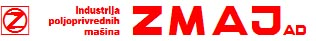 Industrija
poljoprivrednih
mašina
ZMAJ AD